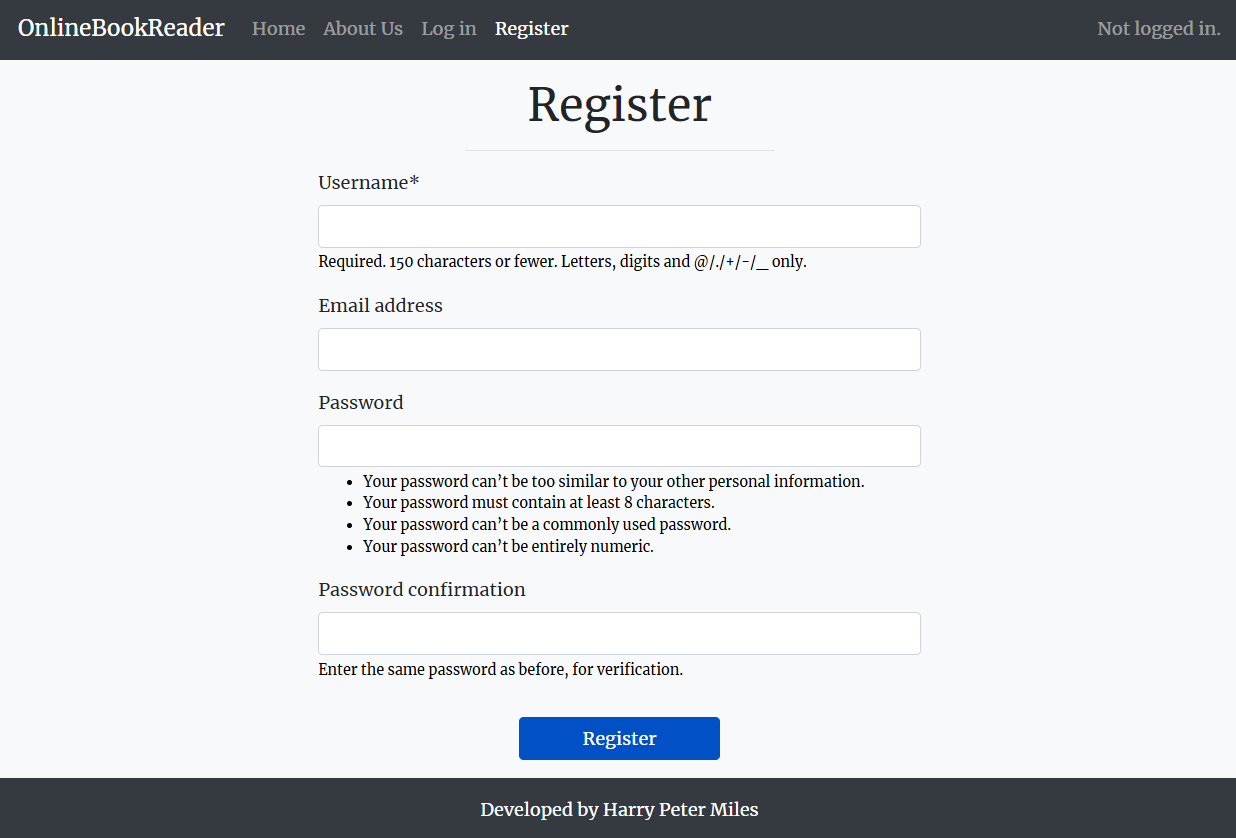 OnlineBookReader Home About Us Log in Register Not logged in.
Register
Username*
Required. 150 characters or fewer. Letters, digits and @/./+/-/_ only.
Email address
Password
• Your password can’t be too similar to your other personal information.
• Your password must contain at least 8 characters.
• Your password can’t be a commonly used password.
• Your password can’t be entirely numeric.
Password confirmation
Enter the same password as before, for verification.
Register
Developed by Harry Peter Miles